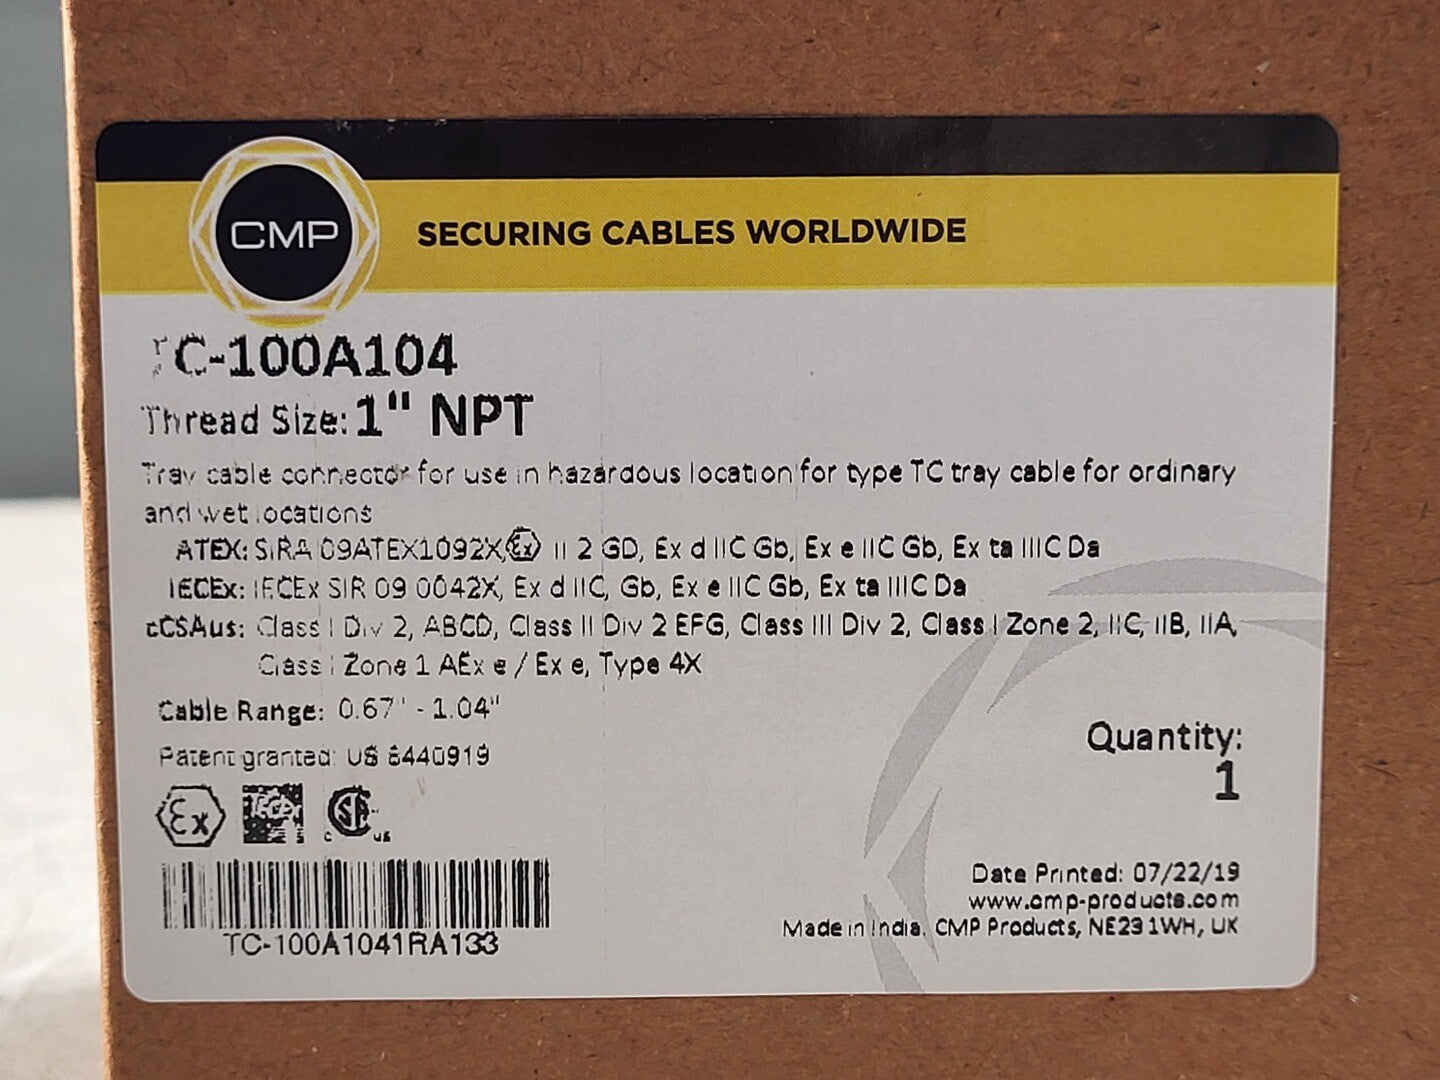 CMP
SECURING CABLES WORLDWIDE
TC-100A104
Thread Size: 1" NPT
Tray cable connector for use in hazardous location for type TC tray cable for ordinary
and wet locations
ATEX: SIRA 09ATEX1092X, Ex II 2 GD, Ex d IIC Gb, Ex e IIC Gb, Ex ta IIIC Da
IECEx: IECEx SIR 09 0042X, Ex d IIC, Gb, Ex e IIC Gb, Ex ta IIIC Da
cCSAus: Class I Div 2, ABCD, Class II Div 2 EFG, Class III Div 2, Class I Zone 2, IIC, IIB, IIA,
Class I Zone 1 AEx e / Ex e, Type 4X
Cable Range: 0.67" - 1.04"
Patent granted: US 8440919
Quantity:
1
Ex IECEx c SA us
TC-100A1041RA133
Date Printed: 07/22/19
www.cmp-products.com
Made in India, CMP Products, NE23 1WH, UK